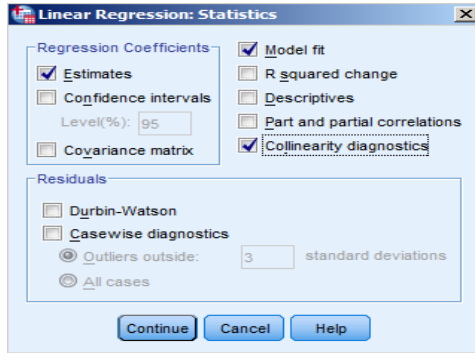 Linear Regression: Statistics
Regression Coefficients
Estimates
Confidence intervals
Level(%): 95
Covariance matrix
Model fit
R squared change
Descriptives
Part and partial correlations
Collinearity diagnostics
Residuals
Durbin-Watson
Casewise diagnostics
Outliers outside: 3 standard deviations
All cases
Continue Cancel Help